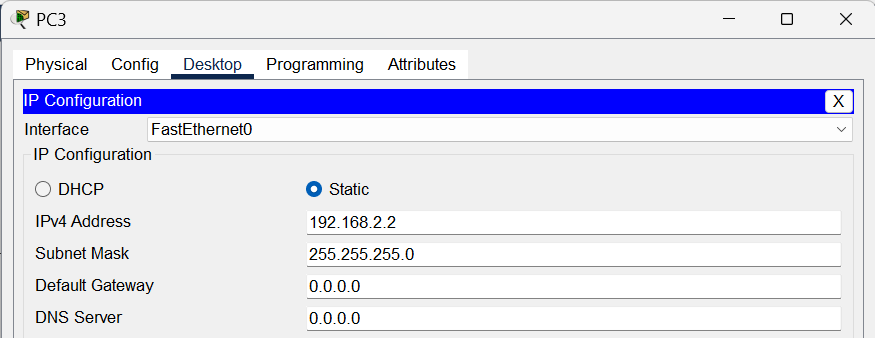 PC3
Physical Config Desktop Programming Attributes
IP Configuration X
Interface FastEthernet0
IP Configuration
DHCP Static
IPv4 Address 192.168.2.2
Subnet Mask 255.255.255.0
Default Gateway 0.0.0.0
DNS Server 0.0.0.0